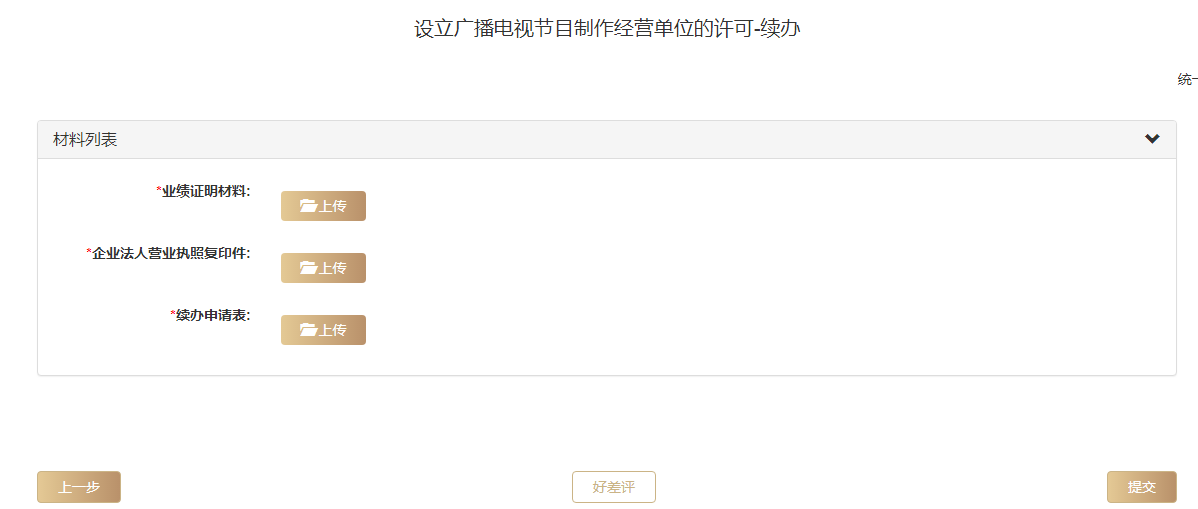 设立广播电视节目制作经营单位的许可-续办
统一
材料列表
*业绩证明材料:
上传
*企业法人营业执照复印件:
上传
*续办申请表:
上传
上一步
好差评
提交